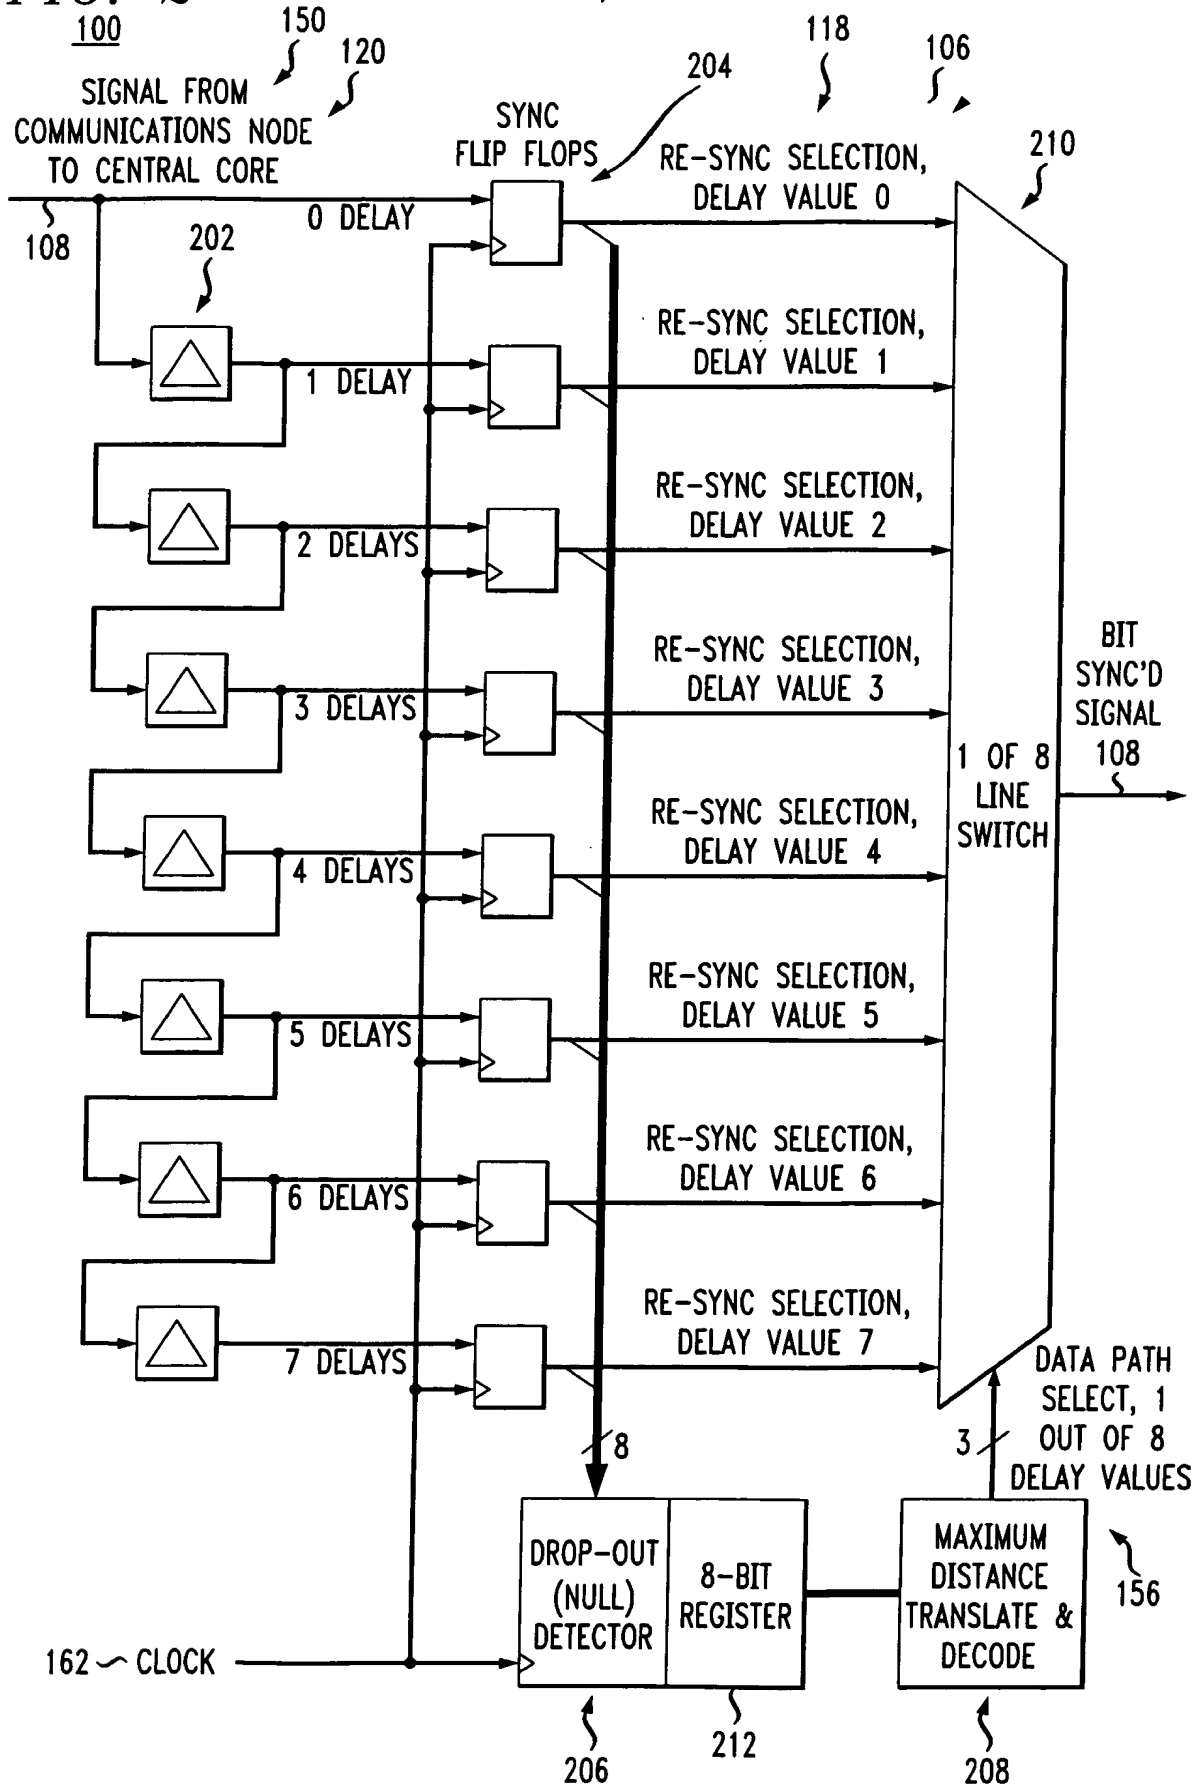 FIG. 2
100
150
120
118
106
204
210
SIGNAL FROM
COMMUNICATIONS NODE
TO CENTRAL CORE
SYNC
FLIP FLOPS
RE-SYNC SELECTION,
DELAY VALUE 0
0 DELAY
108
202
RE-SYNC SELECTION,
DELAY VALUE 1
1 DELAY
RE-SYNC SELECTION,
DELAY VALUE 2
2 DELAYS
RE-SYNC SELECTION,
DELAY VALUE 3
3 DELAYS
BIT
SYNC'D
SIGNAL
108
1 OF 8
LINE
SWITCH
RE-SYNC SELECTION,
DELAY VALUE 4
4 DELAYS
RE-SYNC SELECTION,
DELAY VALUE 5
5 DELAYS
RE-SYNC SELECTION,
DELAY VALUE 6
6 DELAYS
RE-SYNC SELECTION,
DELAY VALUE 7
7 DELAYS
DATA PATH
SELECT, 1
OUT OF 8
DELAY VALUES
8
3
DROP-OUT
(NULL)
DETECTOR
8-BIT
REGISTER
MAXIMUM
DISTANCE
TRANSLATE &
DECODE
156
162 CLOCK
206
212
208